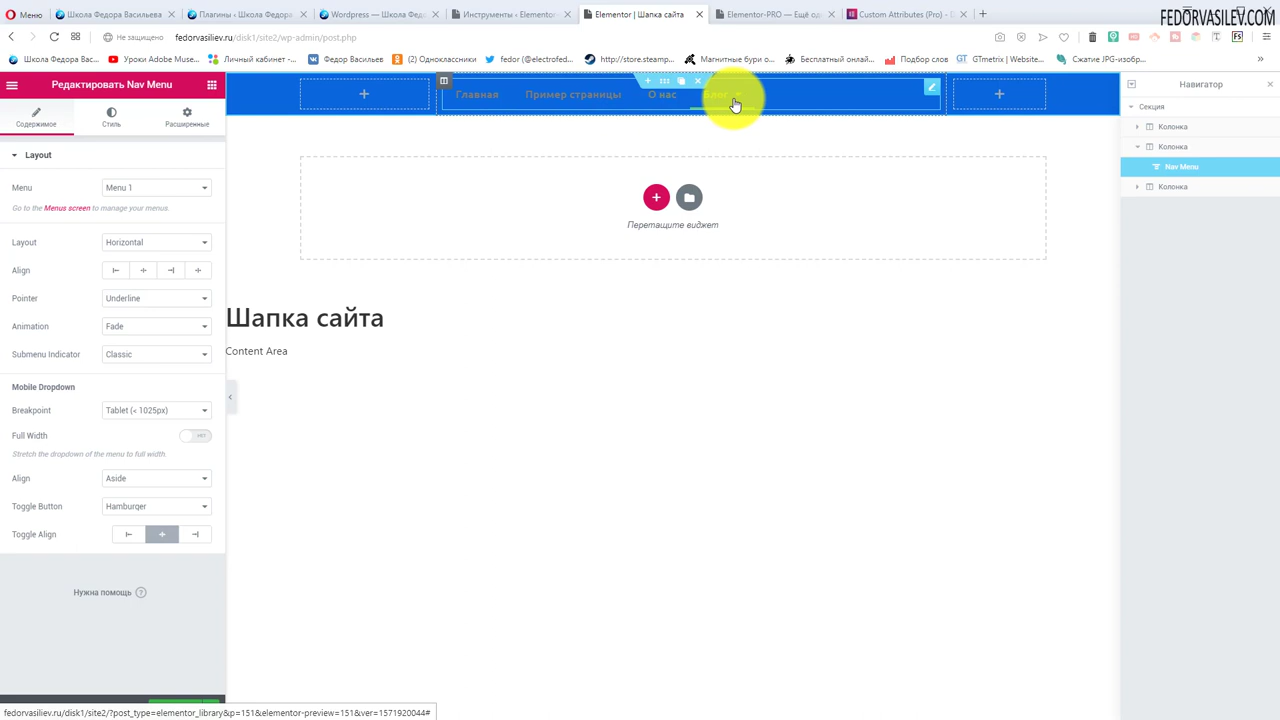 Меню
Школа Федора Васильева
Плагины ‹ Школа Федо
Wordpress — Школа Фед
Инструменты ‹ Elementor
Elementor | Шапка сайта
Elementor-PRO — Ещё од
Custom Attributes (Pro) - E
FEDORVASILEV.COM
Не защищено
fedorvasiliev.ru/disk1/site2/wp-admin/post.php
Школа Федора Вас...
Уроки Adobe Muse...
Личный кабинет -...
Федор Васильев
(2) Одноклассники
fedor (@electrofed...
http://store.steamp...
Магнитные бури о...
Бесплатный онлай...
Подбор слов
GTmetrix | Website...
Сжатие JPG-изобр...
Редактировать Nav Menu
Содержимое
Стиль
Расширенные
Layout
Menu
Menu 1
Go to the Menus screen to manage your menus.
Layout
Horizontal
Align
Pointer
Underline
Animation
Fade
Submenu Indicator
Classic
Mobile Dropdown
Breakpoint
Tablet (< 1025px)
Full Width
НЕТ
Stretch the dropdown of the menu to full width.
Align
Aside
Toggle Button
Hamburger
Toggle Align
Нужна помощь
Главная
Пример страницы
О нас
Блог
Перетащите виджет
Шапка сайта
Content Area
Навигатор
Секция
Колонка
Колонка
Nav Menu
Колонка
fedorvasiliev.ru/disk1/site2/?post_type=elementor_library&p=151&elementor-preview=151&ver=1571920044#